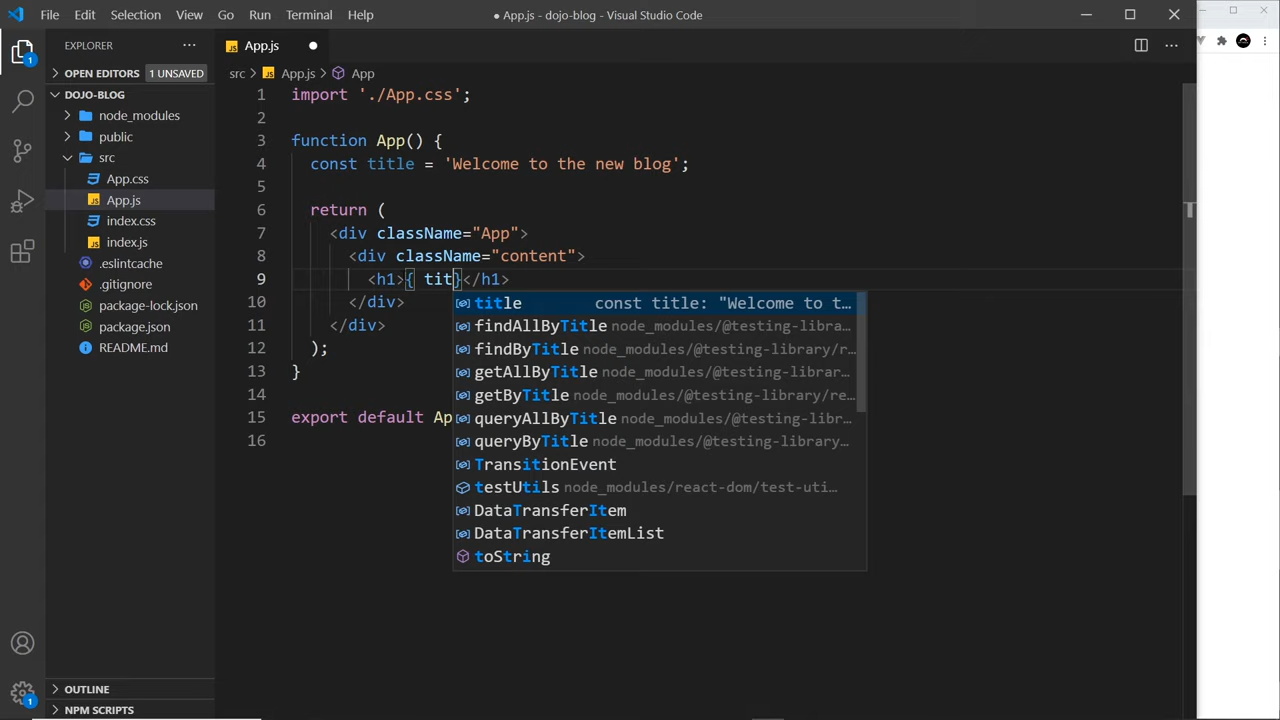 File Edit Selection View Go Run Terminal Help ● App.js - dojo-blog - Visual Studio Code
EXPLORER ···
JS App.js ●
OPEN EDITORS 1 UNSAVED
src > JS App.js > App
DOJO-BLOG
node_modules
public
src
App.css
JS App.js
index.css
JS index.js
.eslintcache
.gitignore
package-lock.json
package.json
README.md
OUTLINE
NPM SCRIPTS
1
1
1 import './App.css';
2
3 function App() {
4 const title = 'Welcome to the new blog';
5
6 return (
7 <div className="App">
8 <div className="content">
9 <h1>{ tit}</h1>
10 </div>
11 </div>
12 );
13 }
14
15 export default Ap
16
title const title: "Welcome to t…
findAllByTitle node_modules/@testing-libra…
findByTitle node_modules/@testing-library/r…
getAllByTitle node_modules/@testing-librar…
getByTitle node_modules/@testing-library/re…
queryAllByTitle node_modules/@testing-libr…
queryByTitle node_modules/@testing-library…
TransitionEvent
testUtils node_modules/react-dom/test-uti…
DataTransferItem
DataTransferItemList
toString